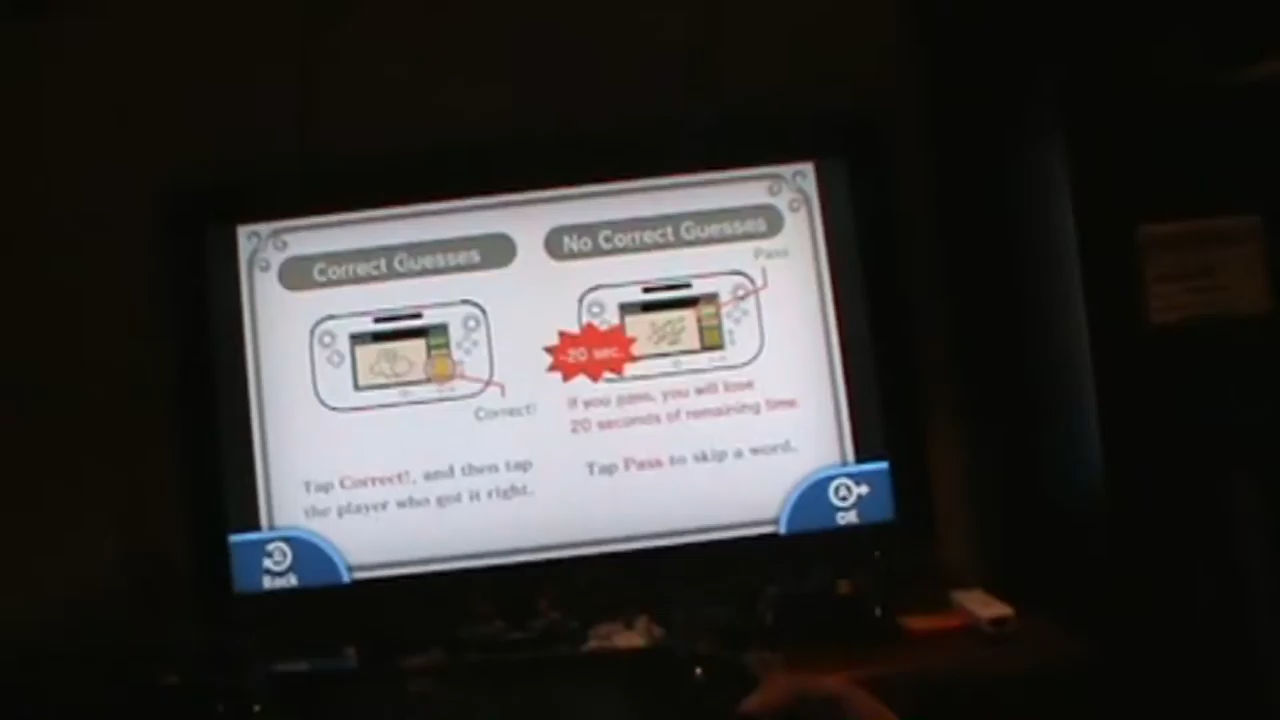 Correct Guesses
Correct!
Tap Correct!, and then tap
the player who got it right.
No Correct Guesses
Pass
-20 sec.
If you pass, you will lose
20 seconds of remaining time.
Tap Pass to skip a word.
Back
OK